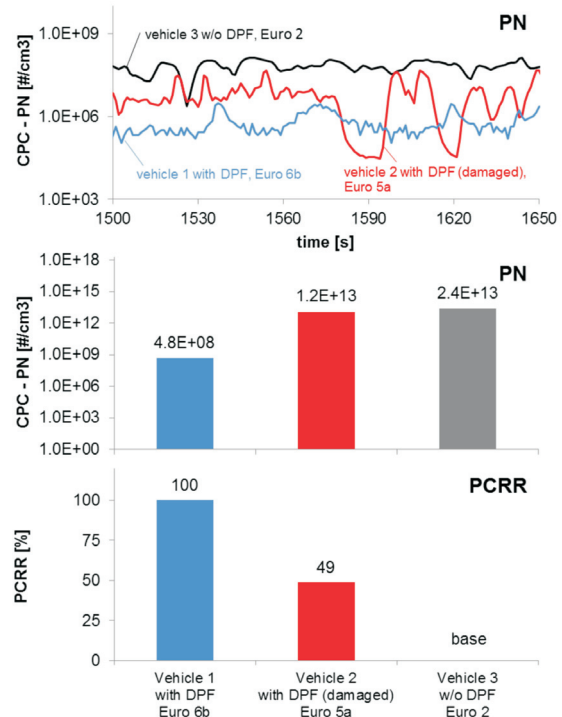 PN
1.0E+09
vehicle 3 w/o DPF, Euro 2
1.0E+06
CPC - PN [#/cm3]
vehicle 1 with DPF, Euro 6b
vehicle 2 with DPF (damaged),
Euro 5a
1.0E+03
1500
1530
1560
1590
1620
1650
time [s]
PN
1.0E+18
1.0E+15
1.0E+12
1.0E+09
1.0E+06
1.0E+03
1.0E+00
CPC - PN [#/cm3]
4.8E+08
1.2E+13
2.4E+13
PCRR
100
75
50
25
0
PCRR [%]
100
49
base
Vehicle 1
with DPF
Euro 6b
Vehicle 2
with DPF (damaged)
Euro 5a
Vehicle 3
w/o DPF
Euro 2